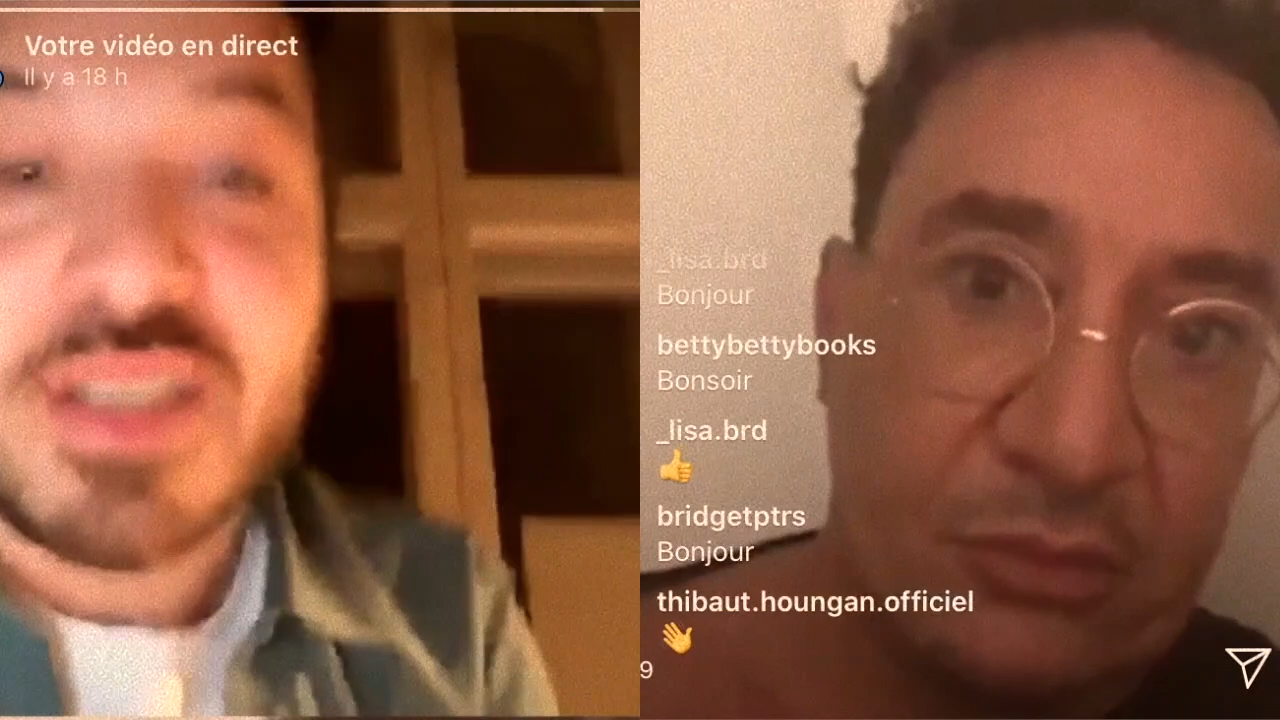 Votre vidéo en direct
Il y a 18 h
_lisa.brd
Bonjour
bettybettybooks
Bonsoir
_lisa.brd
👍
bridgetptrs
Bonjour
thibaut.houngan.officiel
👋
9